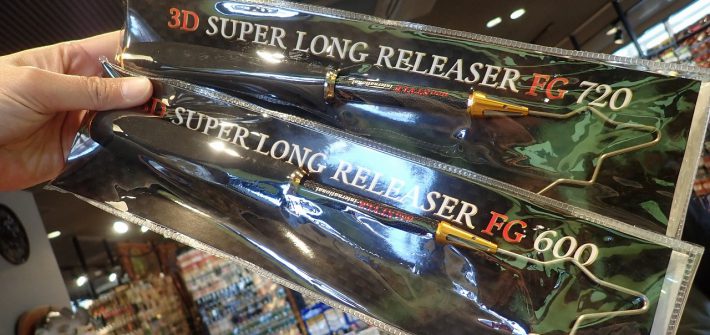 3D SUPER LONG RELEASER FG 720
SUPER LONG RELEASER FG 600